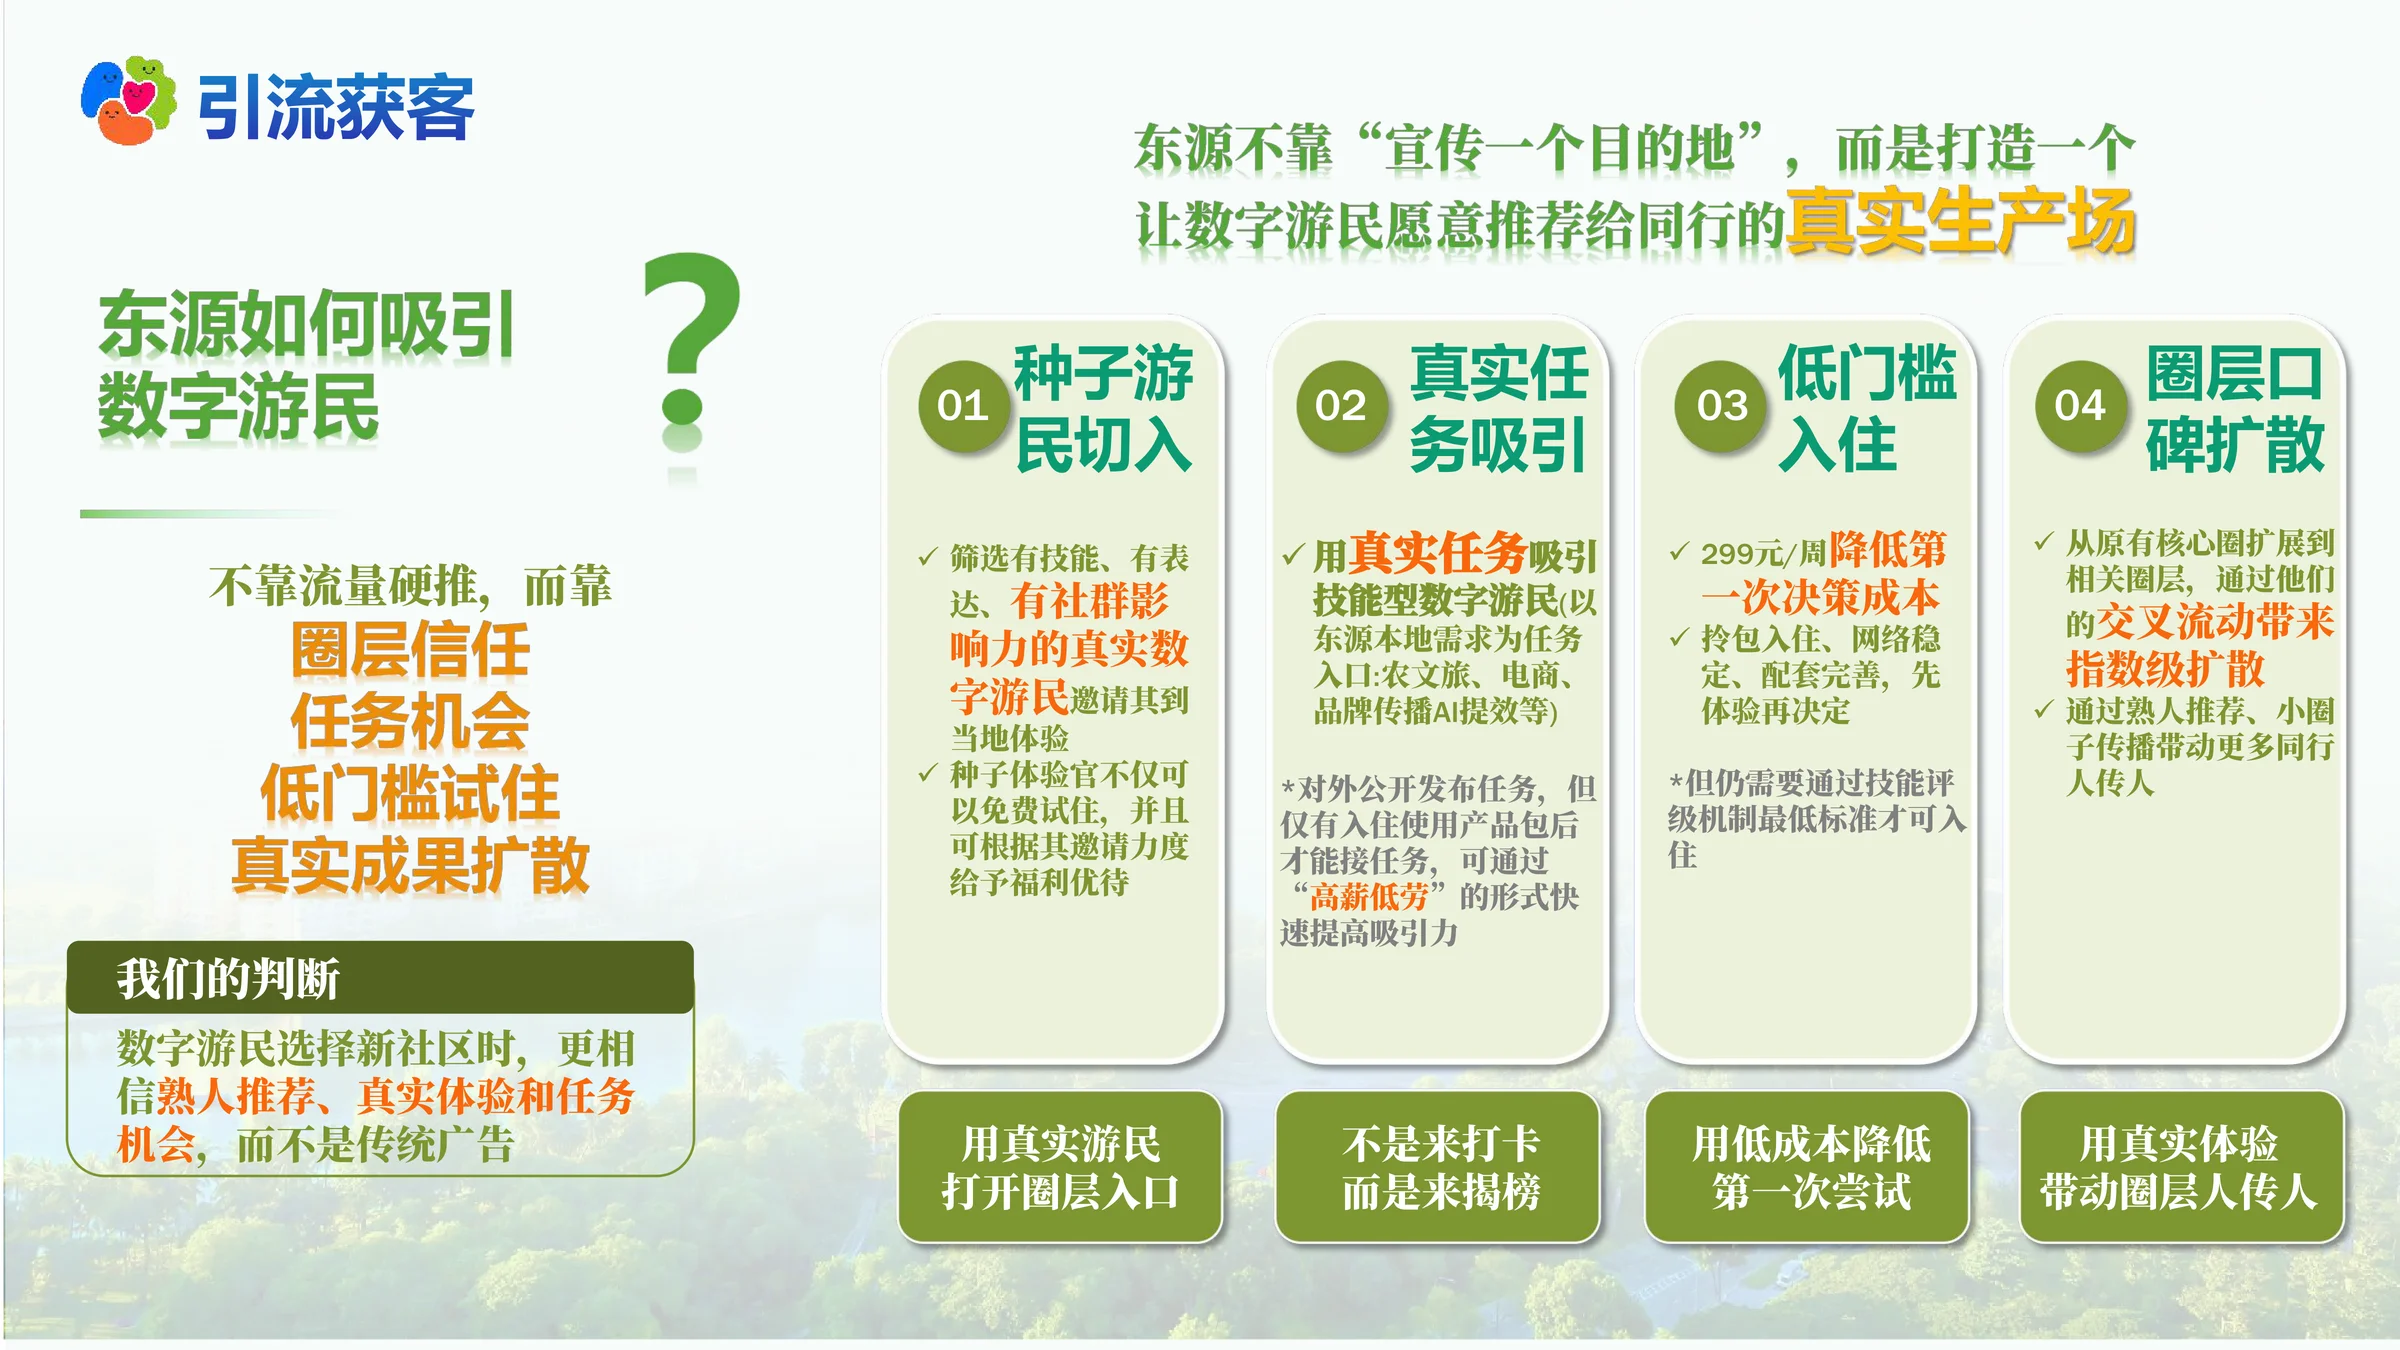 引流获客
东源不靠“宣传一个目的地”，而是打造一个
让数字游民愿意推荐给同行的真实生产场
东源如何吸引
数字游民
?
不靠流量硬推，而靠
圈层信任
任务机会
低门槛试住
真实成果扩散
我们的判断
数字游民选择新社区时，更相
信熟人推荐、真实体验和任务
机会，而不是传统广告
01
种子游
民切入
✓ 筛选有技能、有表
达、有社群影
响力的真实数
字游民邀请其到
当地体验
✓ 种子体验官不仅可
以免费试住，并且
可根据其邀请力度
给予福利优待
用真实游民
打开圈层入口
02
真实任
务吸引
✓ 用真实任务吸引
技能型数字游民(以
东源本地需求为任务
入口:农文旅、电商、
品牌传播AI提效等)
*对外公开发布任务，但
仅有入住使用产品包后
才能接任务，可通过
“高薪低劳”的形式快
速提高吸引力
不是来打卡
而是来揭榜
03
低门槛
入住
✓ 299元/周降低第
一次决策成本
✓ 拎包入住、网络稳
定、配套完善，先
体验再决定
*但仍需要通过技能评
级机制最低标准才可入
住
用低成本降低
第一次尝试
04
圈层口
碑扩散
✓ 从原有核心圈扩展到
相关圈层，通过他们
的交叉流动带来
指数级扩散
✓ 通过熟人推荐、小圈
子传播带动更多同行
人传人
用真实体验
带动圈层人传人